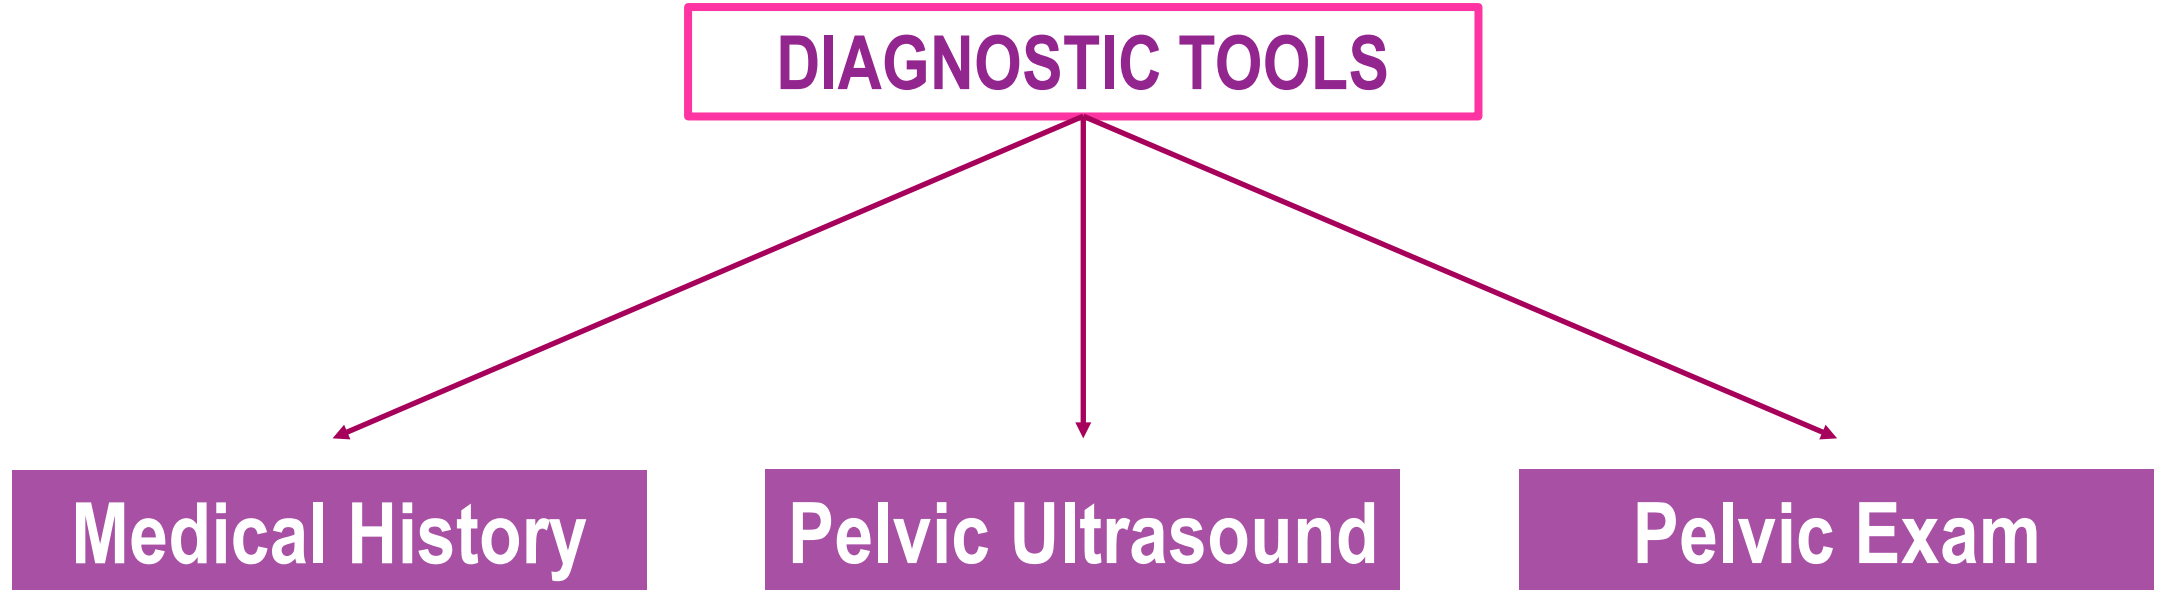 DIAGNOSTIC TOOLS
Medical History
Pelvic Ultrasound
Pelvic Exam